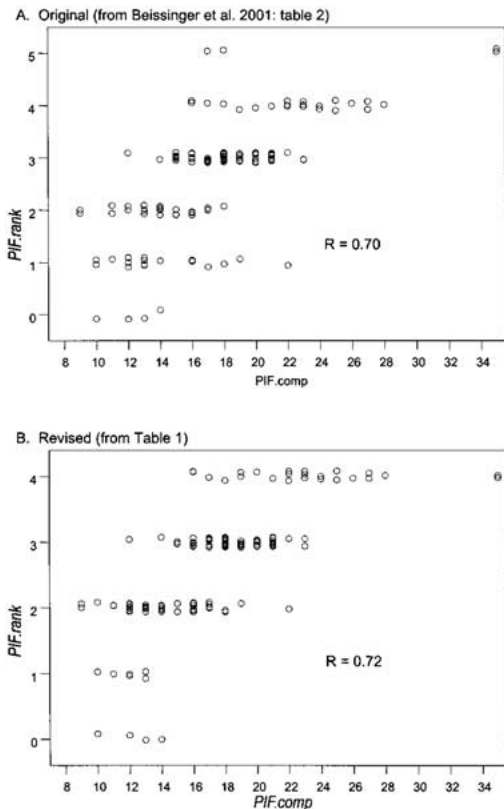 A. Original (from Beissinger et al. 2001: table 2)
5
4
3
2
1
0
PIF.rank
R = 0.70
8 10 12 14 16 18 20 22 24 26 28 30 32 34
PIF.comp
B. Revised (from Table 1)
4
3
2
1
0
PIF.rank
R = 0.72
8 10 12 14 16 18 20 22 24 26 28 30 32 34
PIF.comp